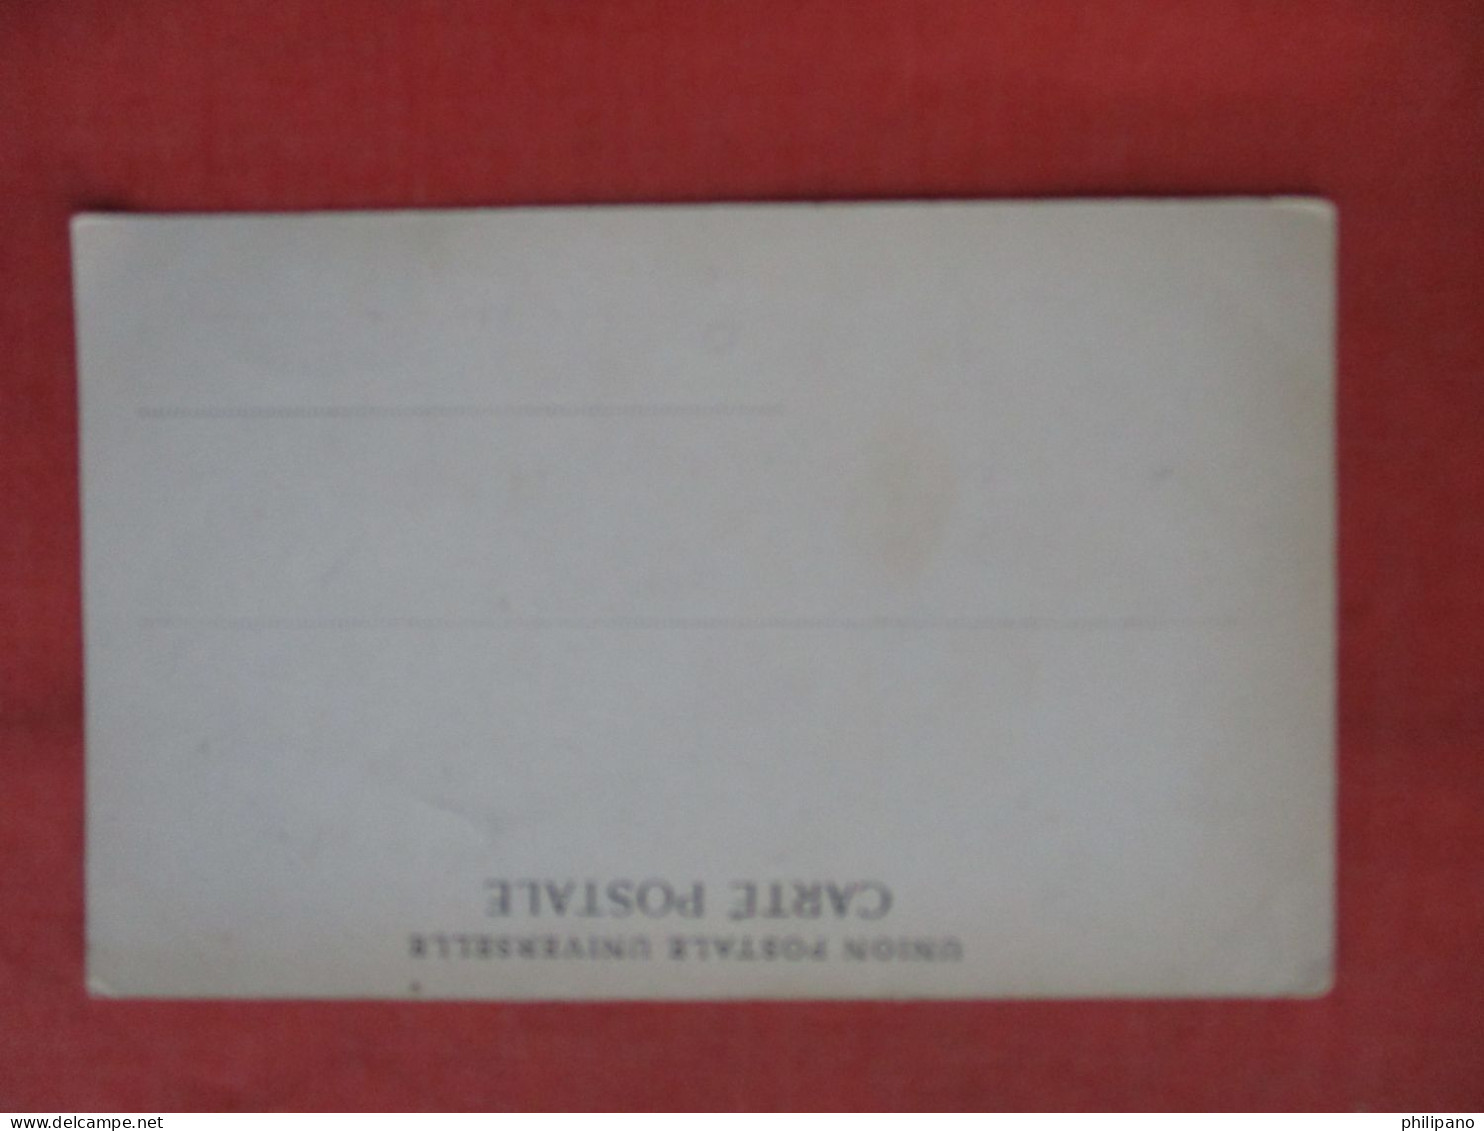 UNION POSTALE UNIVERSELLE
CARTE POSTALE
www.delcampe.net
philipano